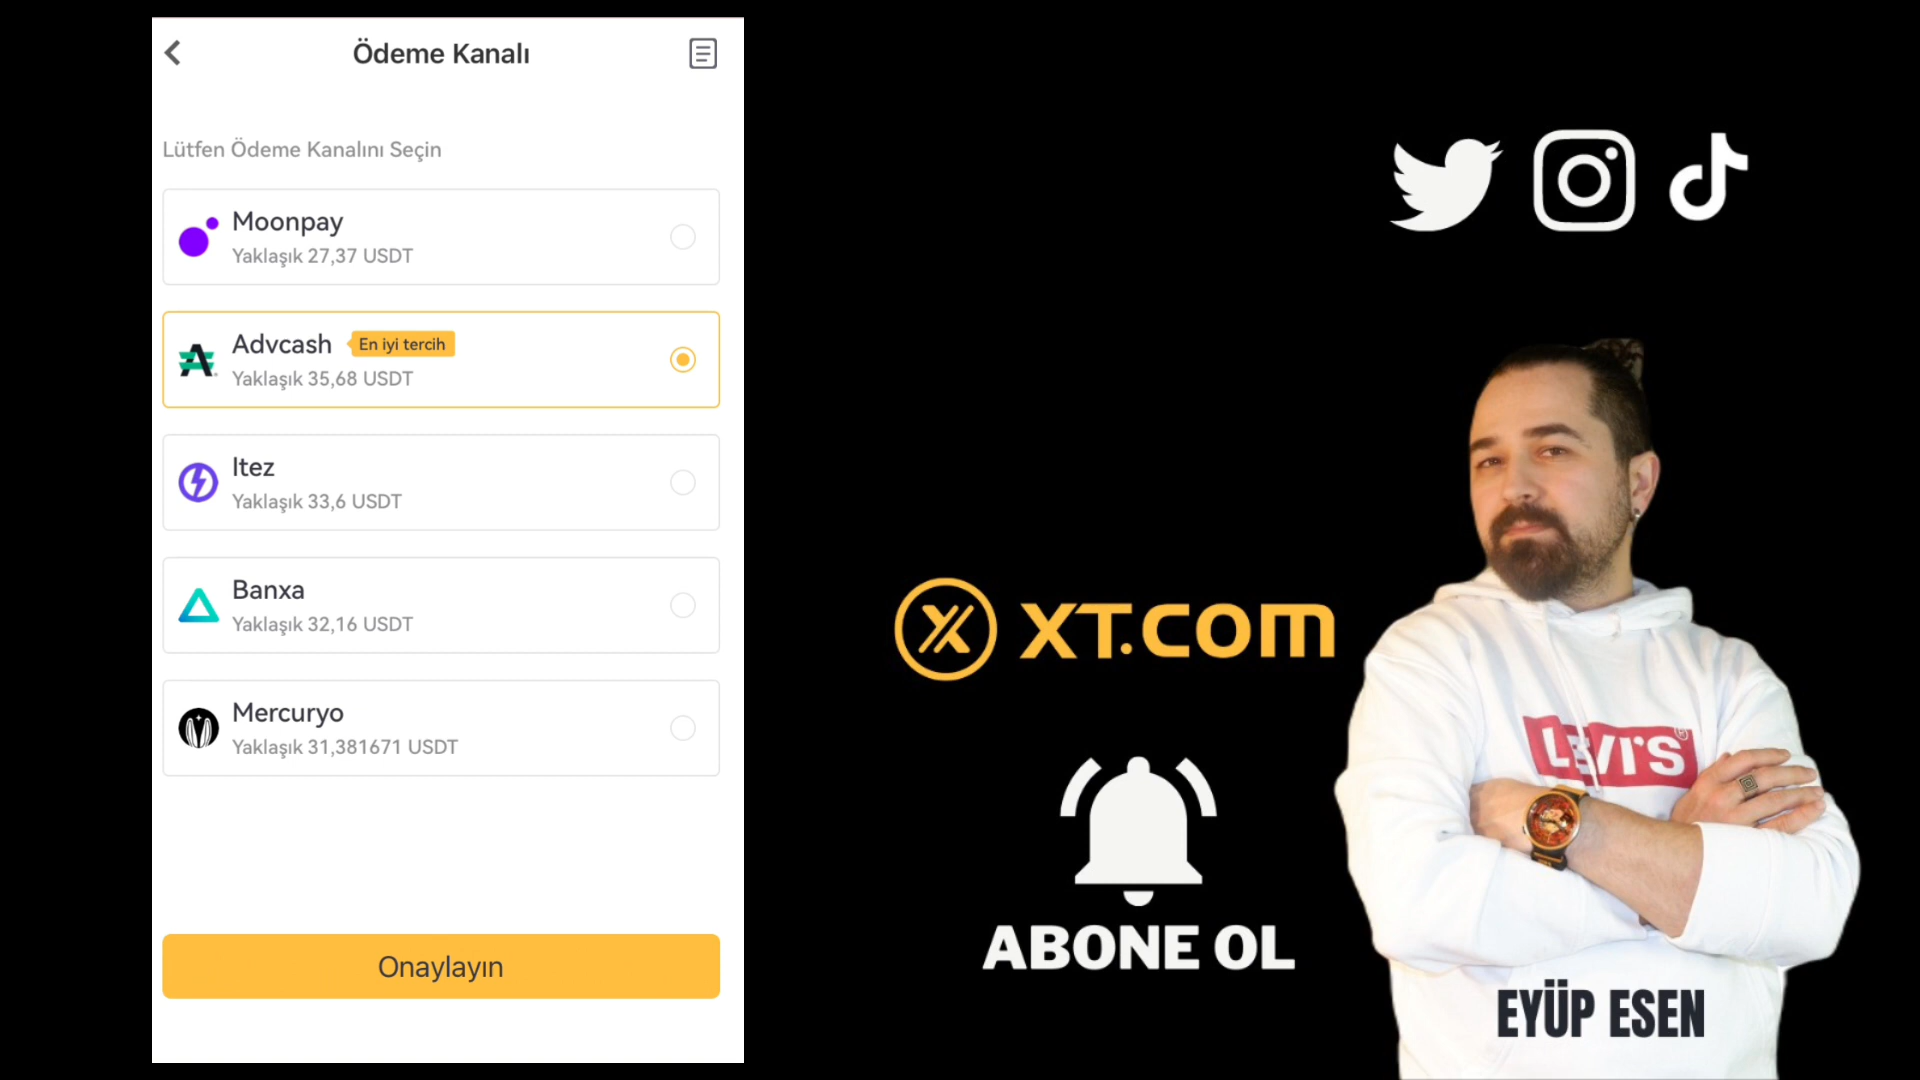 Ödeme Kanalı
Lütfen Ödeme Kanalını Seçin
Moonpay
Yaklaşık 27,37 USDT
Advcash
En iyi tercih
Yaklaşık 35,68 USDT
Itez
Yaklaşık 33,6 USDT
Banxa
Yaklaşık 32,16 USDT
Mercuryo
Yaklaşık 31,381671 USDT
Onaylayın
XT.COM
ABONE OL
LEVI'S®
EYÜP ESEN